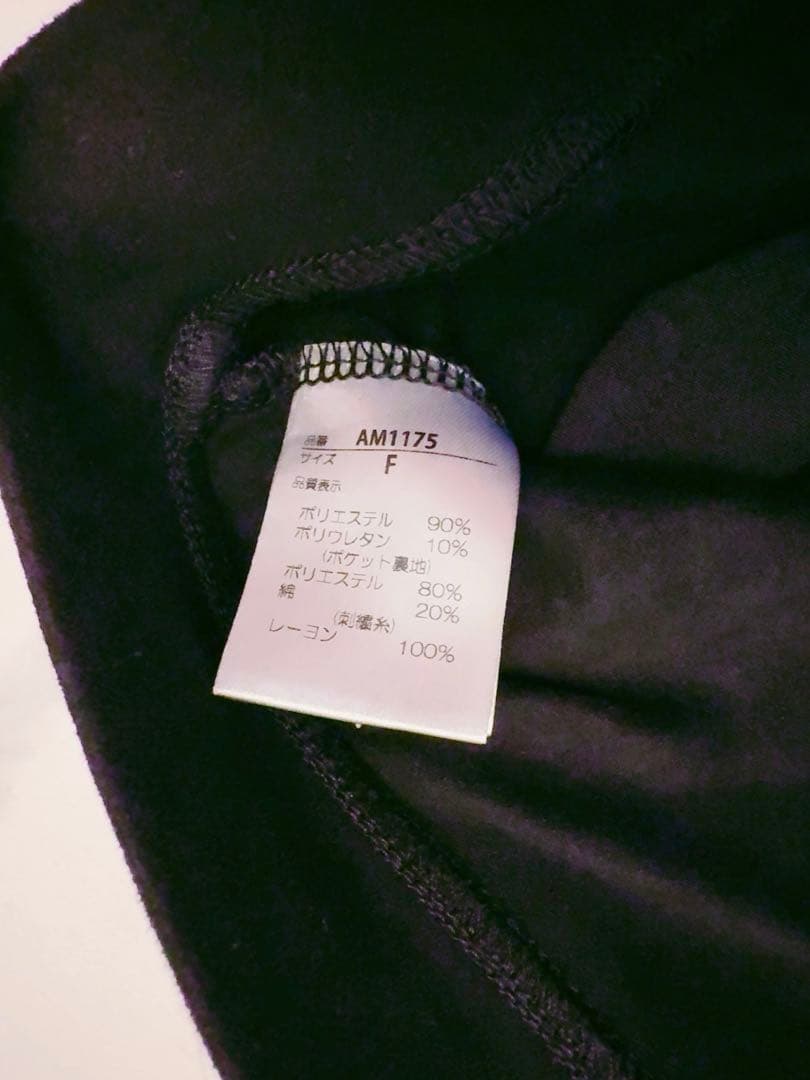 品番 AM1175
サイズ F
品質表示
ポリエステル 90%
ポリウレタン 10%
(ポケット裏地)
ポリエステル 80%
綿 20%
(刺繍糸)
レーヨン 100%